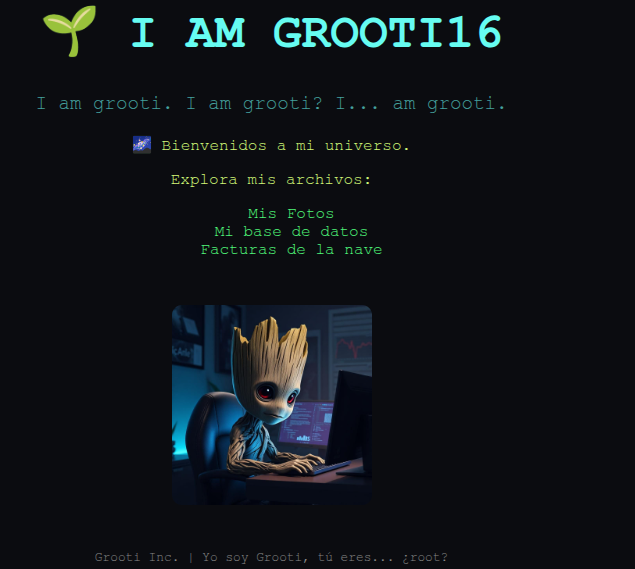 🌱 I AM GROOTI16
I am grooti. I am grooti? I... am grooti.
🌌 Bienvenidos a mi universo.
Explora mis archivos:
Mis Fotos
Mi base de datos
Facturas de la nave
Grooti Inc. | Yo soy Grooti, tú eres... ¿root?